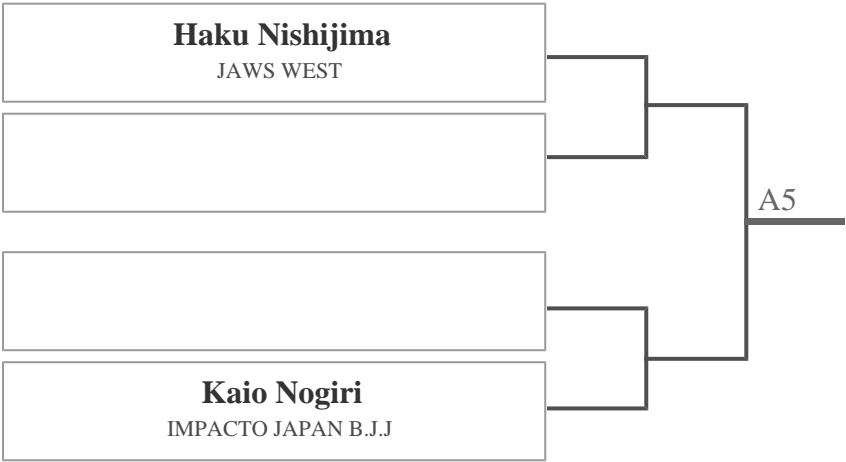 Haku Nishijima
JAWS WEST
A5
Kaio Nogiri
IMPACTO JAPAN B.J.J